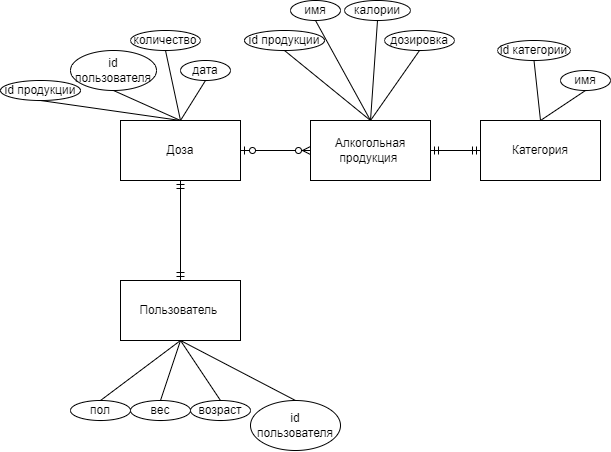 имя
калории
id продукции
дозировка
количество
id
пользователя
дата
id продукции
id категории
имя
Доза
Алкогольная
продукция
Категория
Пользователь
пол
вес
возраст
id
пользователя